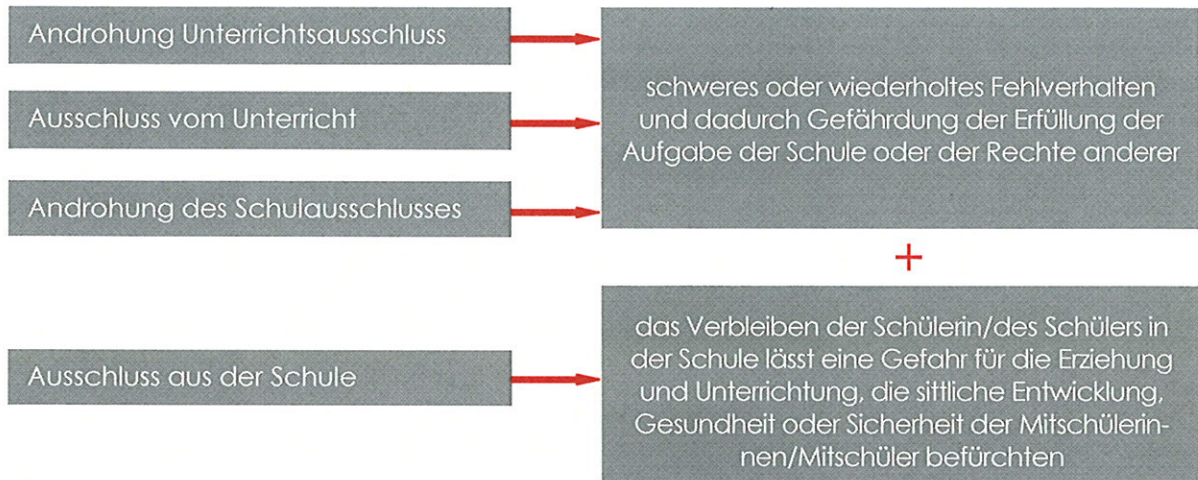 Androhung Unterrichtsausschluss
Ausschluss vom Unterricht
Androhung des Schulausschlusses
schweres oder wiederholtes Fehlverhalten
und dadurch Gefährdung der Erfüllung der
Aufgabe der Schule oder der Rechte anderer
+
Ausschluss aus der Schule
das Verbleiben der Schülerin/des Schülers in
der Schule lässt eine Gefahr für die Erziehung
und Unterrichtung, die sittliche Entwicklung,
Gesundheit oder Sicherheit der Mitschülerin-
nen/Mitschüler befürchten